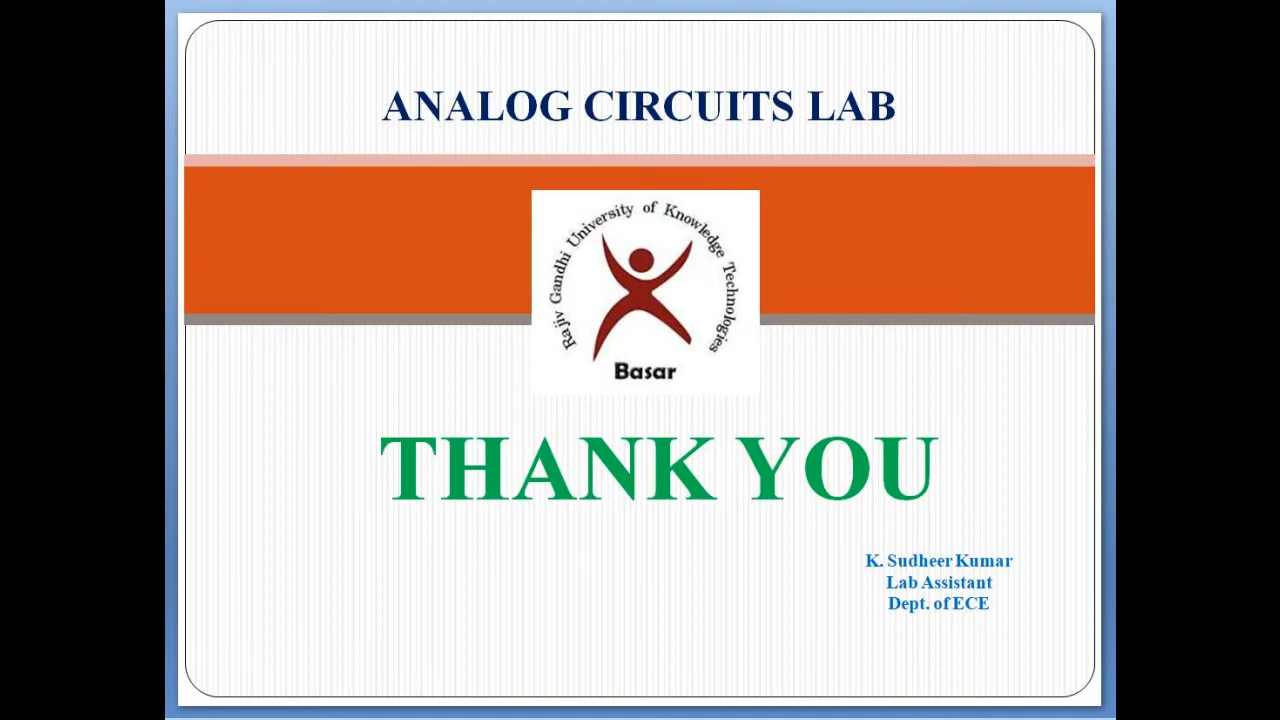 ANALOG CIRCUITS LAB
Rajiv Gandhi University of Knowledge Technologies
Basar
THANK YOU
K. Sudheer Kumar
Lab Assistant
Dept. of ECE